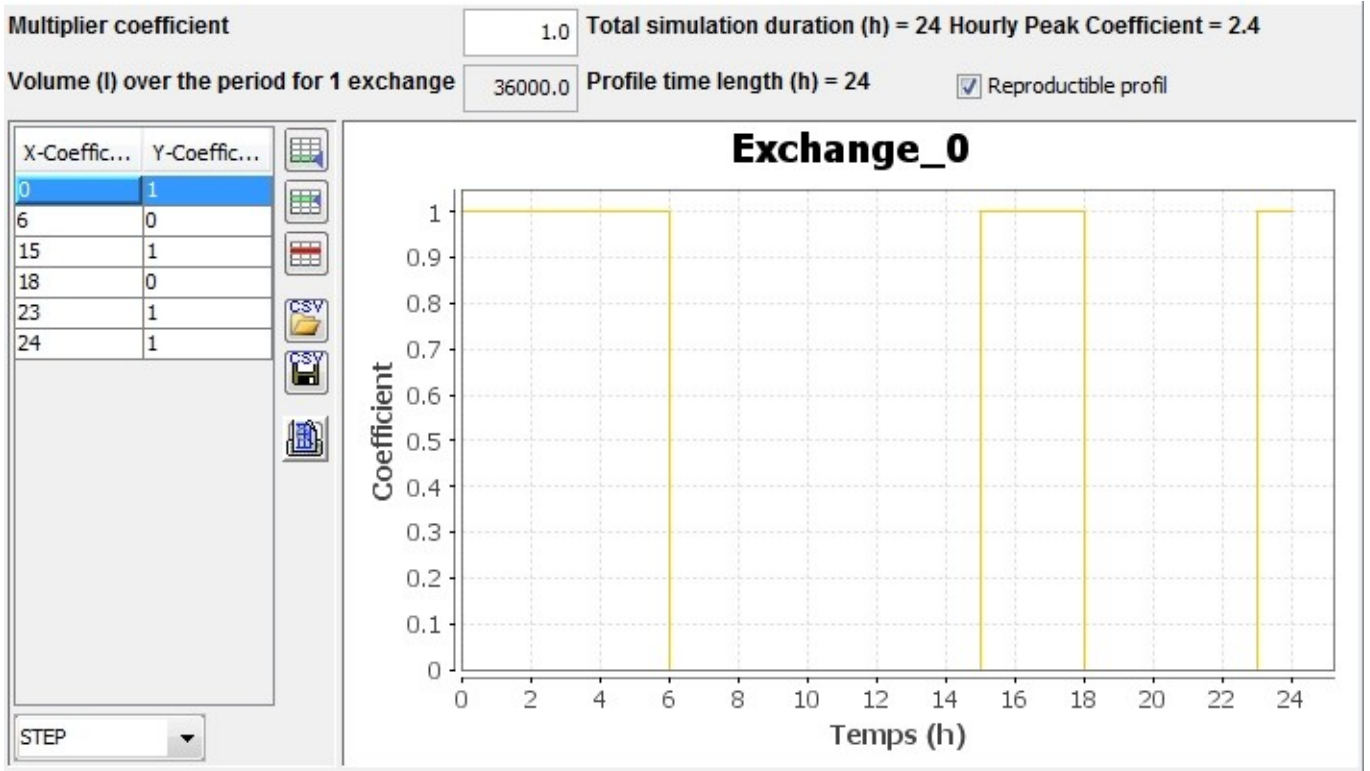 Multiplier coefficient 1.0 Total simulation duration (h) = 24 Hourly Peak Coefficient = 2.4
Volume (l) over the period for 1 exchange 36000.0 Profile time length (h) = 24 Reproductible profil
X-Coeffic... Y-Coeffic...
0 1
6 0
15 1
18 0
23 1
24 1
CSV
CSV
STEP
Exchange_0
Coefficient
1
0.9
0.8
0.7
0.6
0.5
0.4
0.3
0.2
0.1
0
0 2 4 6 8 10 12 14 16 18 20 22 24
Temps (h)